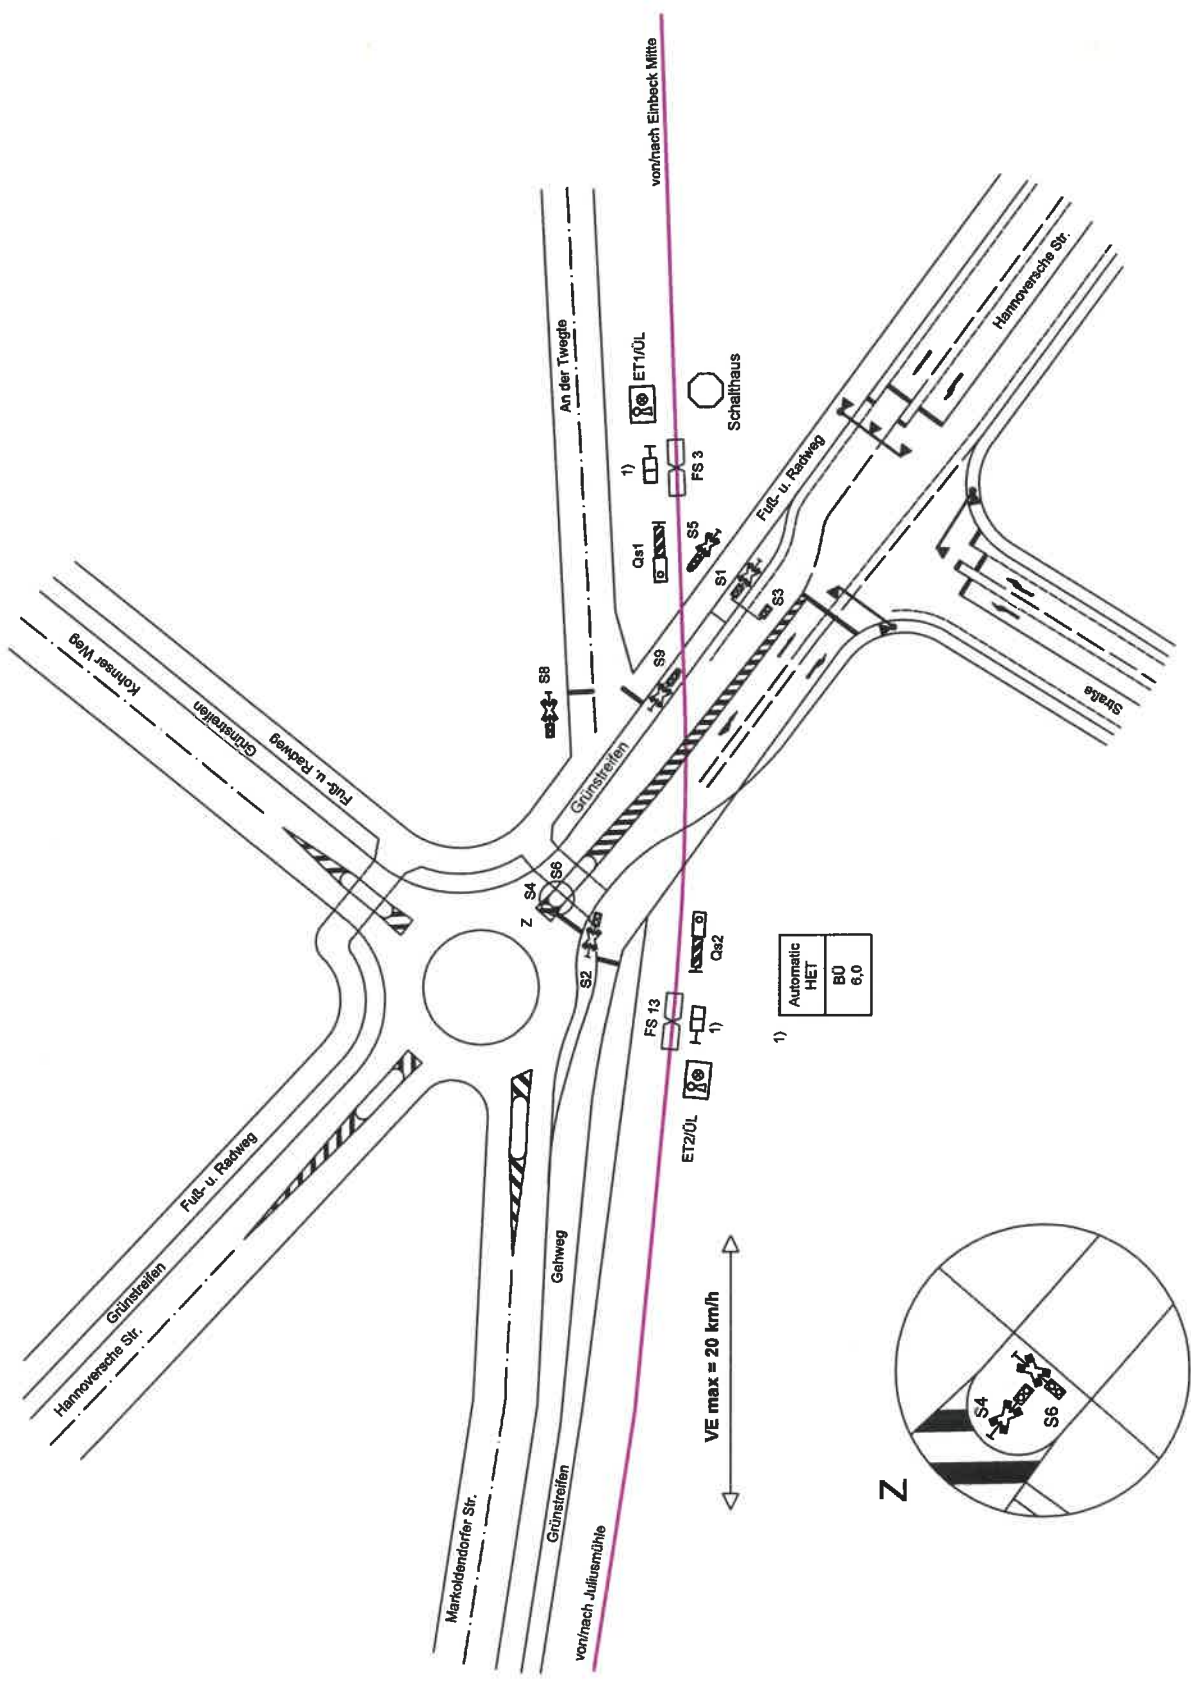 von/nach Einbeck Mitte
An der Twegte
Hannoversche Str.
ET1/ÜL
Schalthaus
1)
FS 3
Fuß- u. Radweg
Qs1
S5
S1
S3
S9
S8
Kohnser Weg
Grünstreifen
Fuß- u. Radweg
Grünstreifen
Straße
S4
S6
Z
S2
Qs2
FS 13
1)
ET2/ÜL
1)
Automatic
HET
BÜ
6,0
Fuß- u. Radweg
Grünstreifen
Hannoversche Str.
Gehweg
Grünstreifen
Markoldendorfer Str.
von/nach Juliusmühle
VE max = 20 km/h
Z
S4
S6